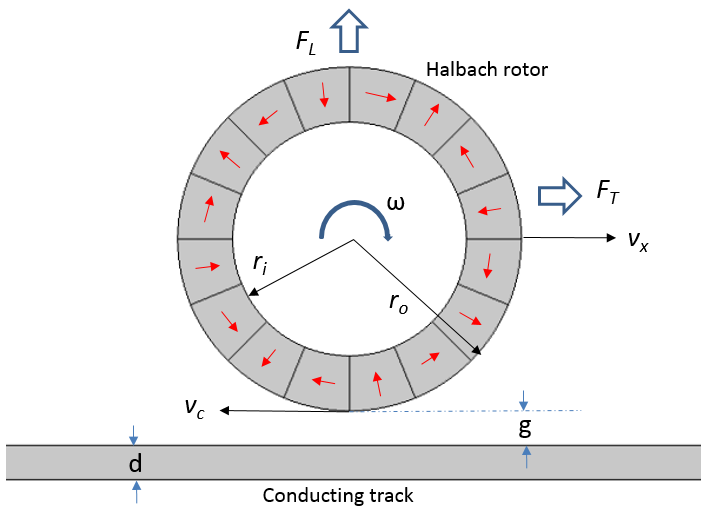 F_L
Halbach rotor
ω
F_T
v_x
r_i
r_o
v_c
g
d
Conducting track